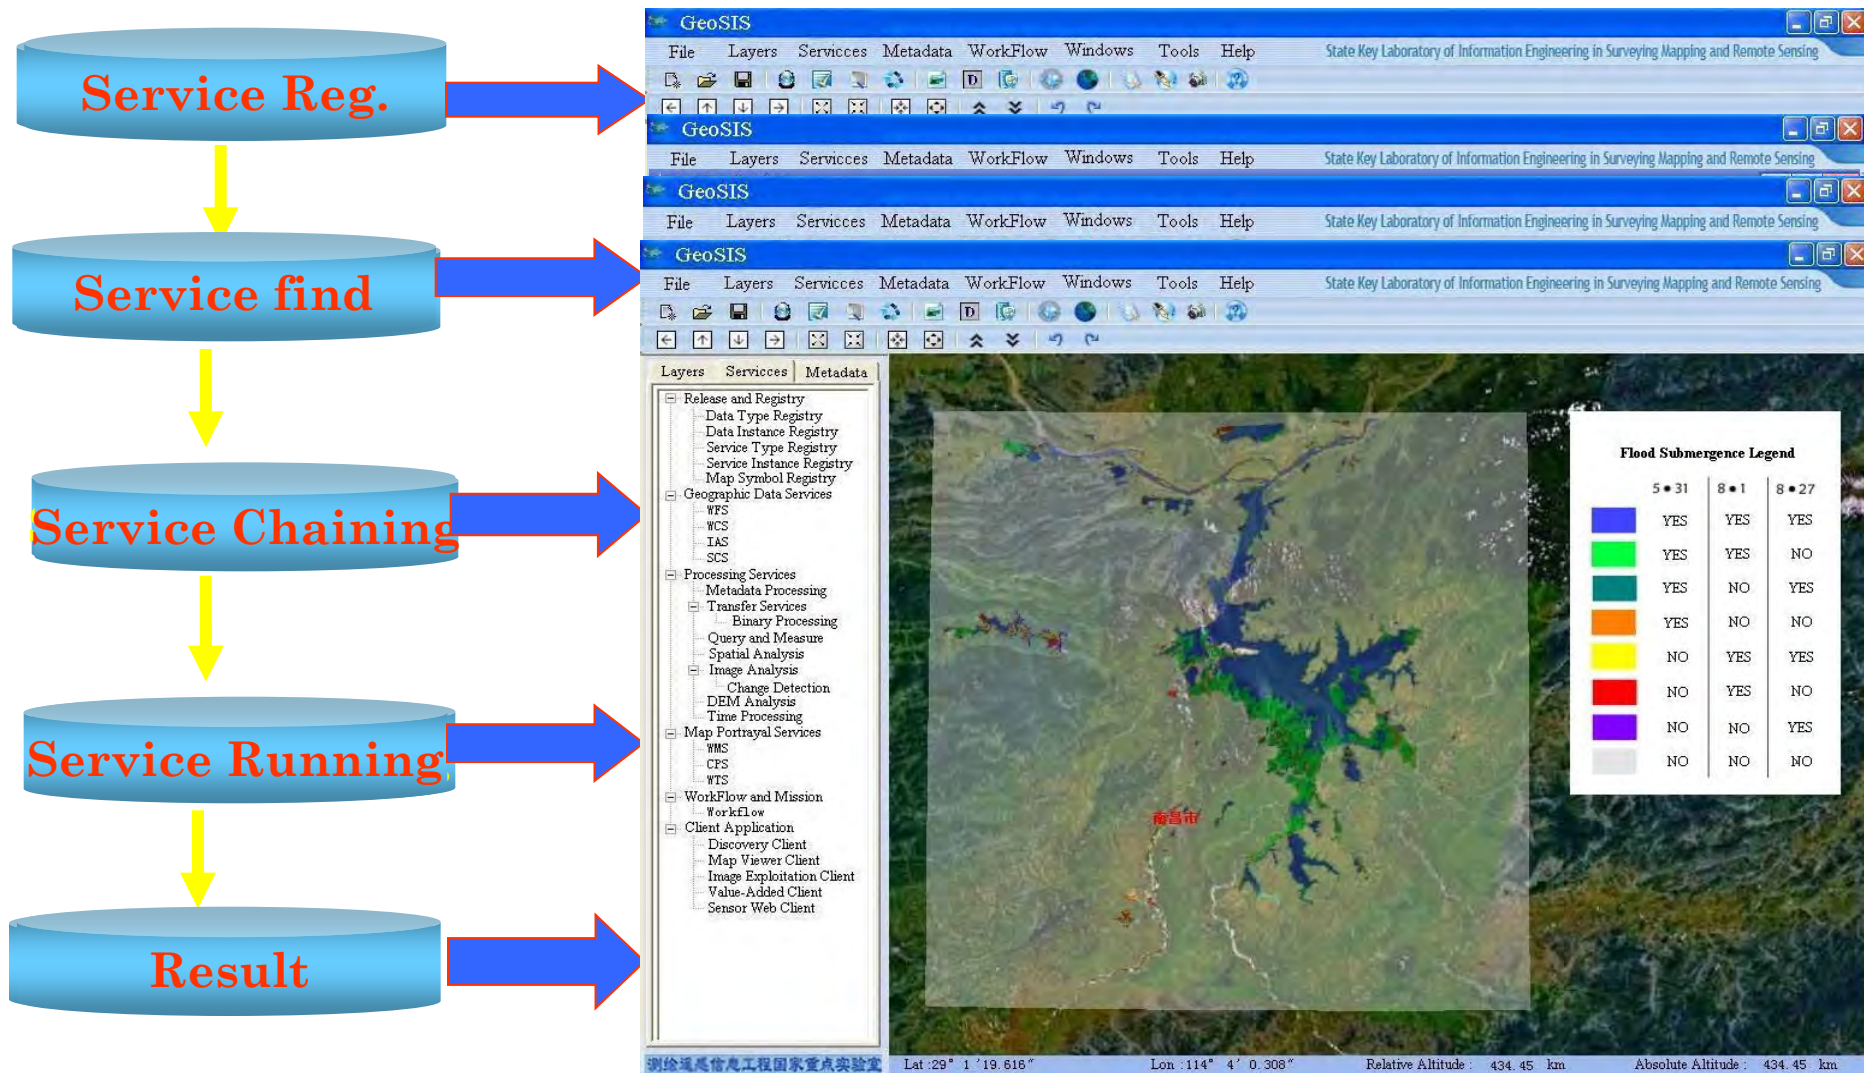 Service Reg.
Service find
Service Chaining
Service Running
Result
GeoSIS
File Layers Servicces Metadata WorkFlow Windows Tools Help
State Key Laboratory of Information Engineering in Surveying Mapping and Remote Sensing
D
GeoSIS
File Layers Servicces Metadata WorkFlow Windows Tools Help
State Key Laboratory of Information Engineering in Surveying Mapping and Remote Sensing
GeoSIS
File Layers Servicces Metadata WorkFlow Windows Tools Help
State Key Laboratory of Information Engineering in Surveying Mapping and Remote Sensing
GeoSIS
File Layers Servicces Metadata WorkFlow Windows Tools Help
State Key Laboratory of Information Engineering in Surveying Mapping and Remote Sensing
D
Layers Servicces Metadata
Release and Registry
Data Type Registry
Data Instance Registry
Service Type Registry
Service Instance Registry
Map Symbol Registry
Geographic Data Services
WFS
WCS
IAS
SCS
Processing Services
Metadata Processing
Transfer Services
Binary Processing
Query and Measure
Spatial Analysis
Image Analysis
Change Detection
DEM Analysis
Time Processing
Map Portrayal Services
WMS
CPS
WTS
WorkFlow and Mission
Workflow
Client Application
Discovery Client
Map Viewer Client
Image Exploitation Client
Value-Added Client
Sensor Web Client
测绘遥感信息工程国家重点实验室
南昌市
Flood Submergence Legend
5•31 8•1 8•27
YES YES YES
YES YES NO
YES NO YES
YES NO NO
NO YES YES
NO YES NO
NO NO YES
NO NO NO
Lat :29° 1 '19.616" Lon :114° 4' 0.308" Relative Altitude : 434.45 km Absolute Altitude : 434.45 km